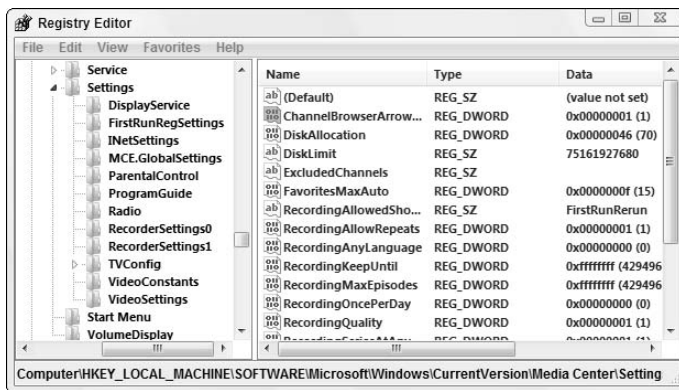 Registry Editor
File Edit View Favorites Help
Service
Settings
DisplayService
FirstRunRegSettings
INetSettings
MCE.GlobalSettings
ParentalControl
ProgramGuide
Radio
RecorderSettings0
RecorderSettings1
TVConfig
VideoConstants
VideoSettings
Start Menu
VolumeDisplay
Name Type Data
(Default) REG_SZ (value not set)
ChannelBrowserArrow... REG_DWORD 0x00000001 (1)
DiskAllocation REG_DWORD 0x00000046 (70)
DiskLimit REG_SZ 75161927680
ExcludedChannels REG_SZ
FavoritesMaxAuto REG_DWORD 0x0000000f (15)
RecordingAllowedSho... REG_SZ FirstRunRerun
RecordingAllowRepeats REG_DWORD 0x00000001 (1)
RecordingAnyLanguage REG_DWORD 0x00000000 (0)
RecordingKeepUntil REG_DWORD 0xffffffff (429496
RecordingMaxEpisodes REG_DWORD 0xffffffff (429496
RecordingOncePerDay REG_DWORD 0x00000000 (0)
RecordingQuality REG_DWORD 0x00000001 (1)
Computer\HKEY_LOCAL_MACHINE\SOFTWARE\Microsoft\Windows\CurrentVersion\Media Center\Setting